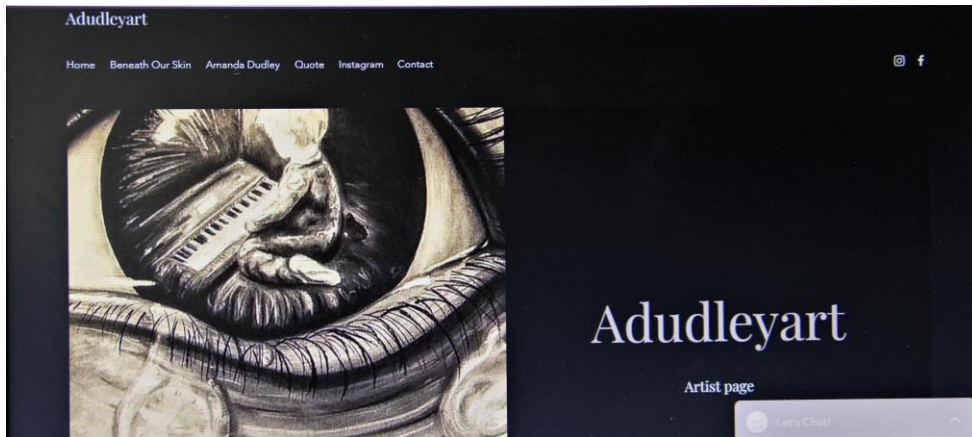 Adudleyart
Home Beneath Our Skin Amanda Dudley Quote Instagram Contact
Adudleyart
Artist page
Let's Chat!